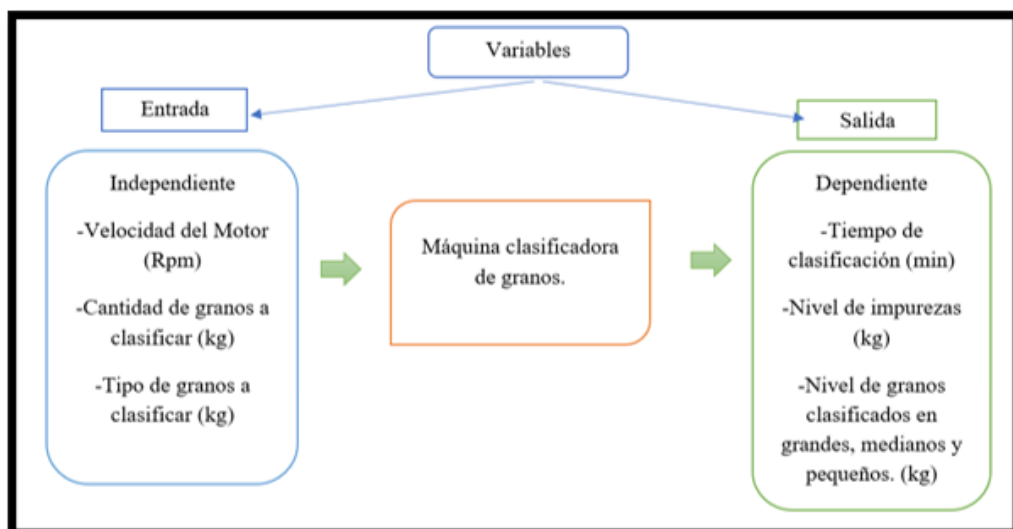 Variables
Entrada
Salida
Independiente
-Velocidad del Motor
(Rpm)
-Cantidad de granos a
clasificar (kg)
-Tipo de granos a
clasificar (kg)
Máquina clasificadora
de granos.
Dependiente
-Tiempo de
clasificación (min)
-Nivel de impurezas
(kg)
-Nivel de granos
clasificados en
grandes, medianos y
pequeños. (kg)